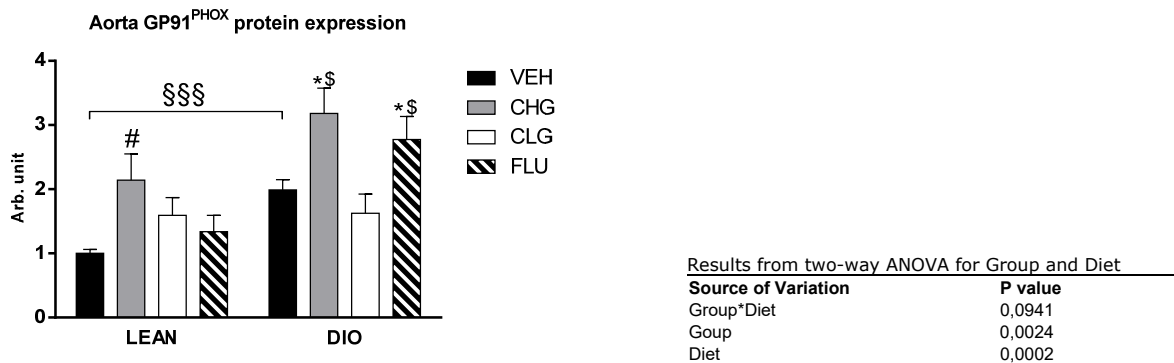 Aorta GP91PHOX protein expression
Arb. unit
4
3
2
1
0
§§§
#
*$
*$
LEAN
DIO
VEH
CHG
CLG
FLU
Results from two-way ANOVA for Group and Diet
Source of Variation P value
Group*Diet 0,0941
Goup 0,0024
Diet 0,0002